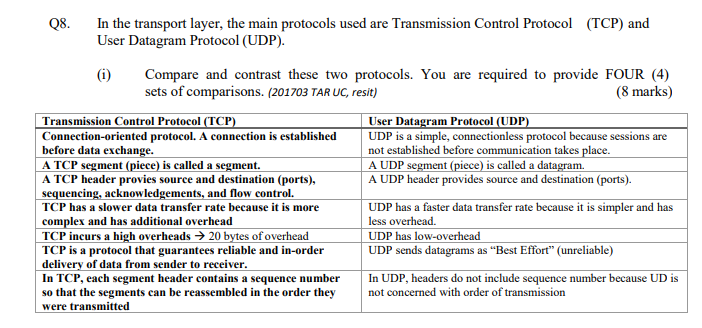 Q8. In the transport layer, the main protocols used are Transmission Control Protocol (TCP) and
User Datagram Protocol (UDP).
(i) Compare and contrast these two protocols. You are required to provide FOUR (4)
sets of comparisons. (201703 TAR UC, resit) (8 marks)
Transmission Control Protocol (TCP)
User Datagram Protocol (UDP)
Connection-oriented protocol. A connection is established
before data exchange.
UDP is a simple, connectionless protocol because sessions are
not established before communication takes place.
A TCP segment (piece) is called a segment.
A UDP segment (piece) is called a datagram.
A TCP header provies source and destination (ports),
sequencing, acknowledgements, and flow control.
A UDP header provides source and destination (ports).
TCP has a slower data transfer rate because it is more
complex and has additional overhead
UDP has a faster data transfer rate because it is simpler and has
less overhead.
TCP incurs a high overheads → 20 bytes of overhead
UDP has low-overhead
TCP is a protocol that guarantees reliable and in-order
delivery of data from sender to receiver.
UDP sends datagrams as “Best Effort” (unreliable)
In TCP, each segment header contains a sequence number
so that the segments can be reassembled in the order they
were transmitted
In UDP, headers do not include sequence number because UD is
not concerned with order of transmission